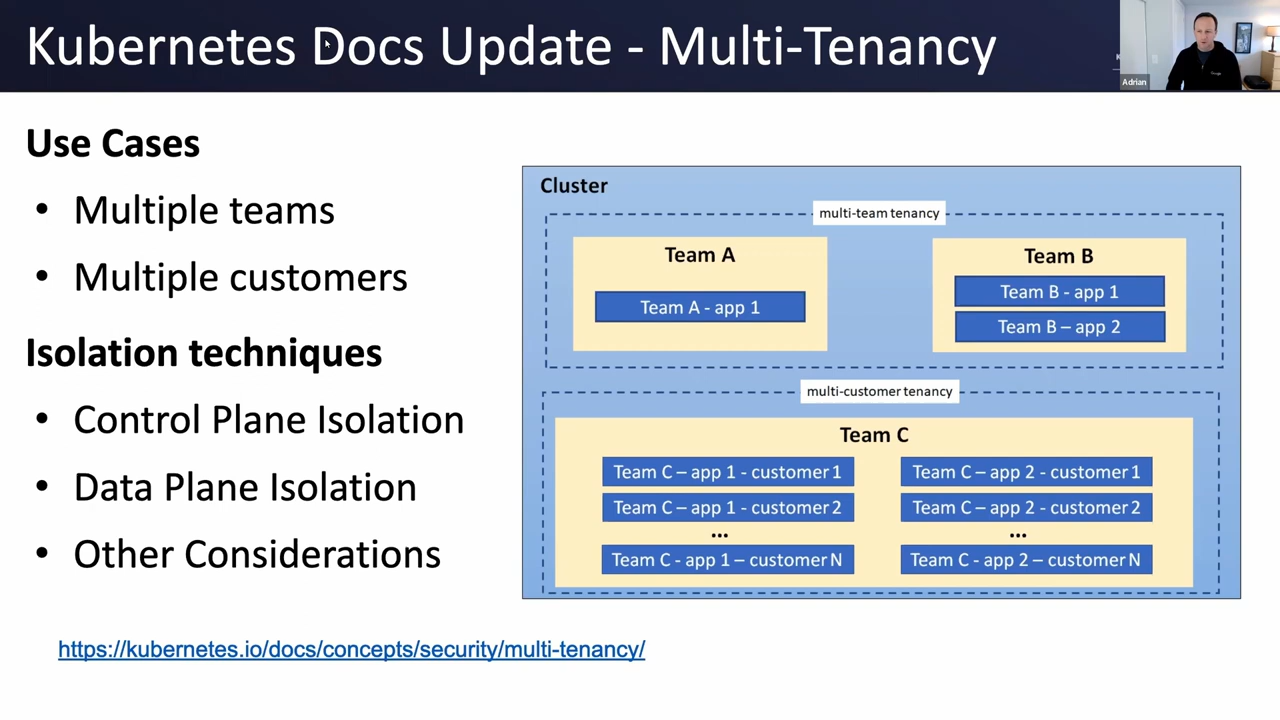 Kubernetes Docs Update - Multi-Tenancy
Adrian
Use Cases
• Multiple teams
• Multiple customers
Isolation techniques
• Control Plane Isolation
• Data Plane Isolation
• Other Considerations
https://kubernetes.io/docs/concepts/security/multi-tenancy/
Cluster
multi-team tenancy
Team A
Team A - app 1
Team B
Team B - app 1
Team B – app 2
multi-customer tenancy
Team C
Team C – app 1 - customer 1
Team C – app 1 - customer 2
...
Team C - app 1 – customer N
Team C – app 2 - customer 1
Team C – app 2 - customer 2
...
Team C - app 2 – customer N